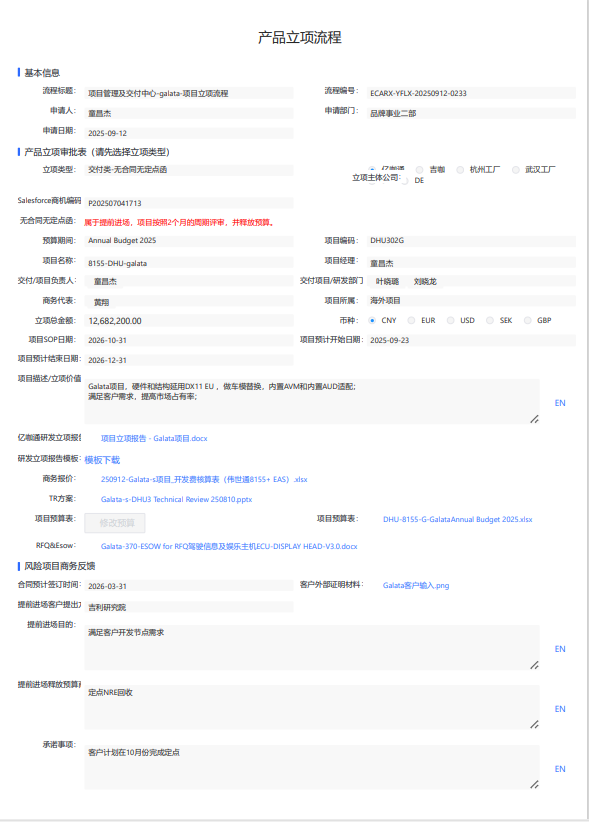 产品立项流程
基本信息
流程标题： 项目管理及交付中心-galata-项目立项流程 流程编号： ECARX-YFLX-20250912-0233
申请人： 童昌杰 申请部门： 品牌事业二部
申请日期： 2025-09-12
产品立项审批表（请先选择立项类型）
立项类型： 交付类-无合同无定点函 立项主体公司： 亿咖通 吉咖 杭州工厂 武汉工厂
DE
Salesforce商机编码 P202507041713
无合同无定点函： 属于提前进场，项目按照2个月的周期评审，并释放预算。
预算期间： Annual Budget 2025 项目编码： DHU302G
项目名称： 8155-DHU-galata 项目经理： 童昌杰
交付/项目负责人： 童昌杰 交付项目/研发部门 叶晓璐 刘晓龙
商务代表： 黄翔 项目所属： 海外项目
立项总金额： 12,682,200.00 币种： CNY EUR USD SEK GBP
项目SOP日期： 2026-10-31 项目预计开始日期： 2025-09-23
项目预计结束日期： 2026-12-31
项目描述/立项价值 Galata项目，硬件和结构延用DX11 EU ，做车模替换，内置AVM和内置AUD适配；
满足客户需求，提高市场占有率；
EN
亿咖通研发立项报告 项目立项报告 - Galata项目.docx
研发立项报告模板： 模板下载
商务报价： 250912-Galata-s项目_开发费核算表（伟世通8155+ EAS）.xlsx
TR方案： Galata-s-DHU3 Technical Review 250810.pptx
项目预算表： 修改预算 项目预算表： DHU-8155-G-GalataAnnual Budget 2025.xlsx
RFQ&Esow： Galata-370-ESOW for RFQ驾驶信息及娱乐主机ECU-DISPLAY HEAD-V3.0.docx
风险项目商务反馈
合同预计签订时间： 2026-03-31 客户外部证明材料： Galata客户输入.png
提前进场客户提出方 吉利研究院
提前进场目的： 满足客户开发节点需求
EN
提前进场释放预算 定点NRE回收
EN
承诺事项： 客户计划在10月份完成定点
EN